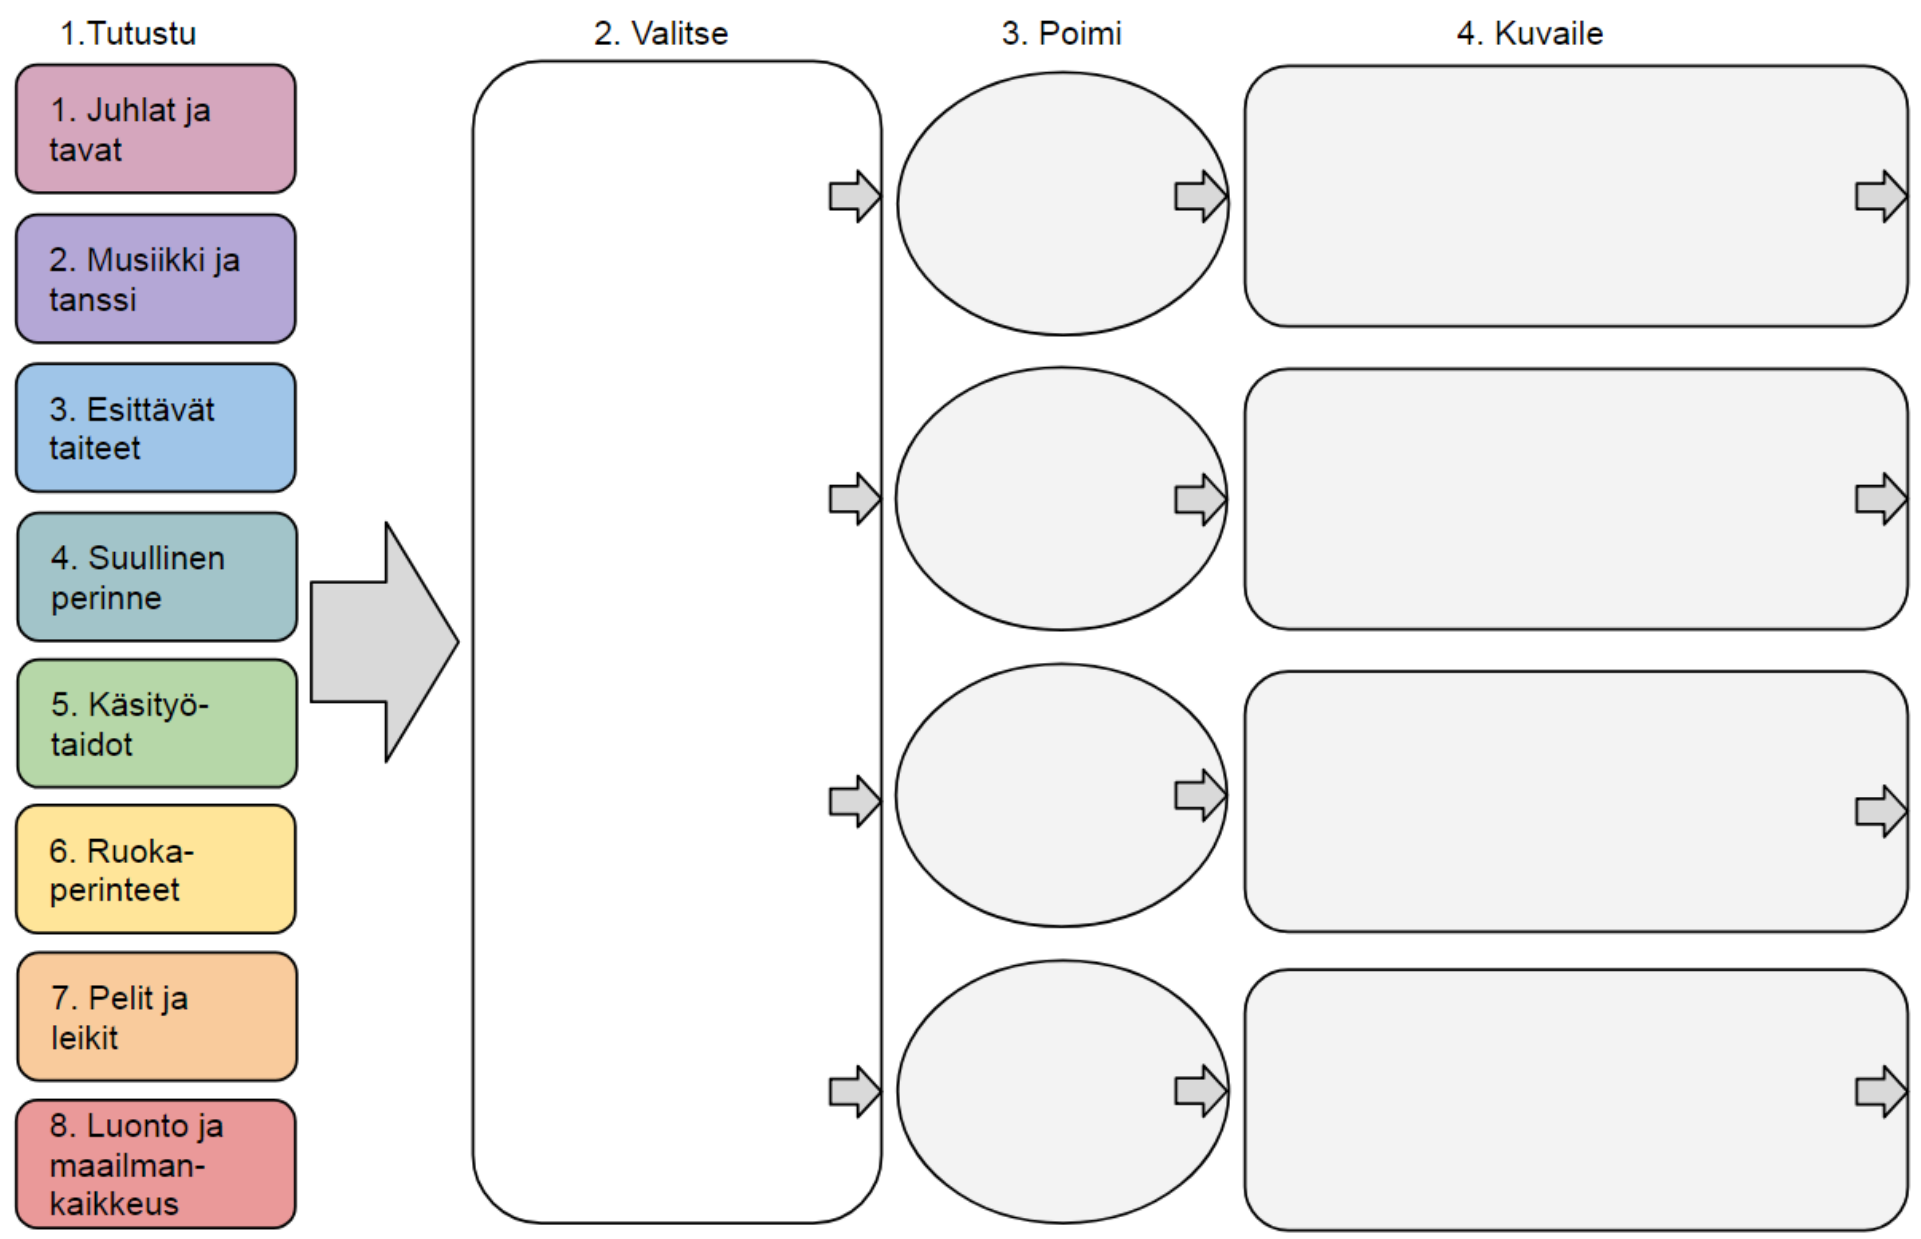 1.Tutustu
2. Valitse
3. Poimi
4. Kuvaile
1. Juhlat ja
tavat
2. Musiikki ja
tanssi
3. Esittävät
taiteet
4. Suullinen
perinne
5. Käsityö-
taidot
6. Ruoka-
perinteet
7. Pelit ja
leikit
8. Luonto ja
maailman-
kaikkeus